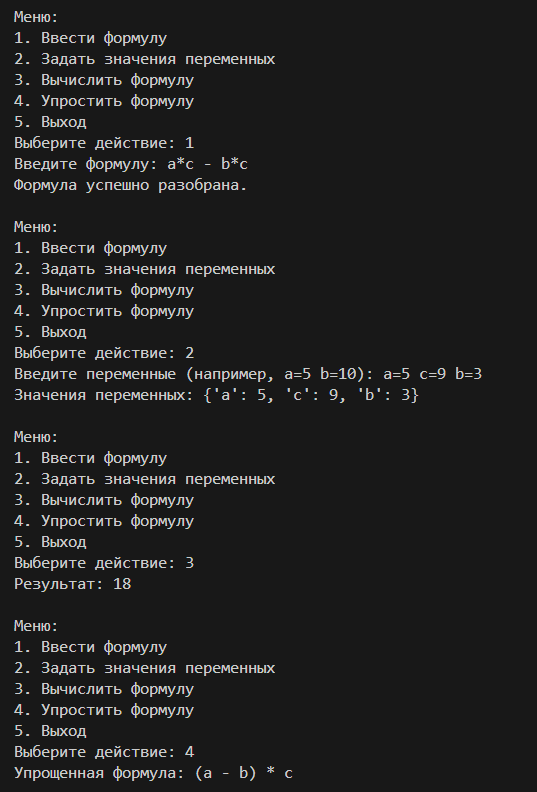 Меню:
1. Ввести формулу
2. Задать значения переменных
3. Вычислить формулу
4. Упростить формулу
5. Выход
Выберите действие: 1
Введите формулу: a*c - b*c
Формула успешно разобрана.
Меню:
1. Ввести формулу
2. Задать значения переменных
3. Вычислить формулу
4. Упростить формулу
5. Выход
Выберите действие: 2
Введите переменные (например, a=5 b=10): a=5 c=9 b=3
Значения переменных: {'a': 5, 'c': 9, 'b': 3}
Меню:
1. Ввести формулу
2. Задать значения переменных
3. Вычислить формулу
4. Упростить формулу
5. Выход
Выберите действие: 3
Результат: 18
Меню:
1. Ввести формулу
2. Задать значения переменных
3. Вычислить формулу
4. Упростить формулу
5. Выход
Выберите действие: 4
Упрощенная формула: (a - b) * c